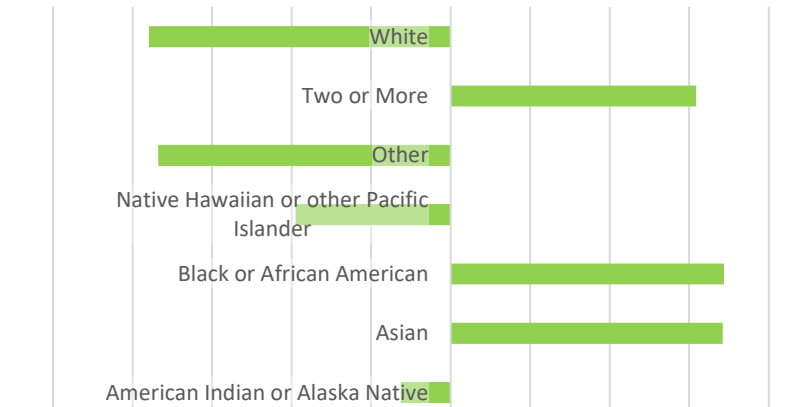 White
Two or More
Other
Native Hawaiian or other Pacific
Islander
Black or African American
Asian
American Indian or Alaska Native